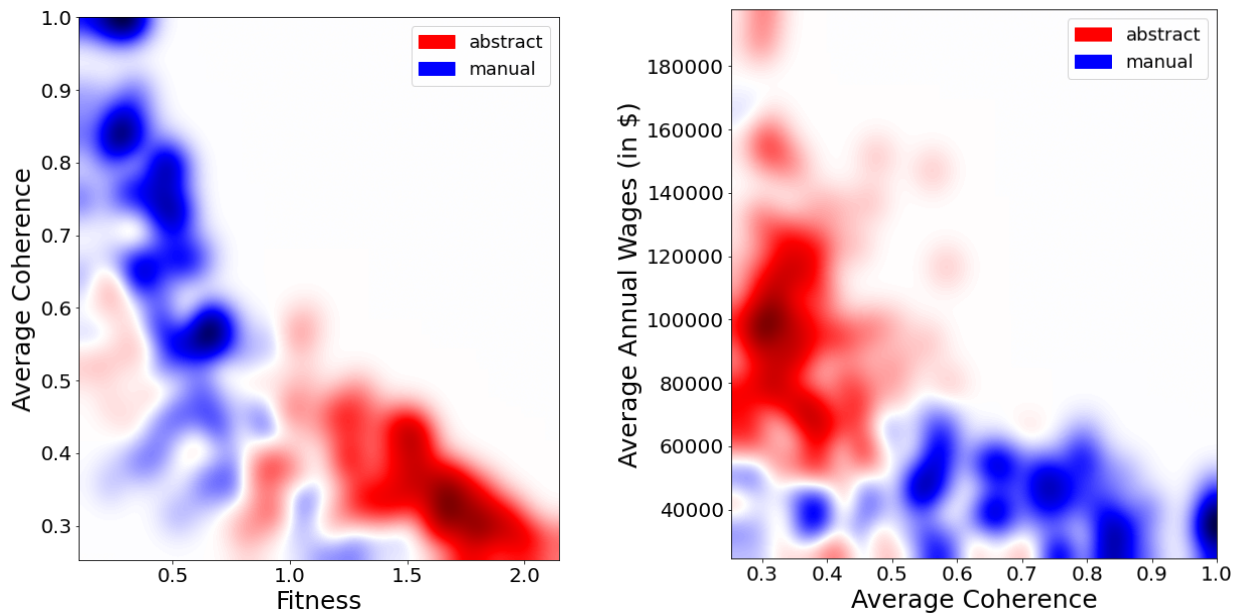 1.0
0.9
0.8
0.7
0.6
0.5
0.4
0.3
Average Coherence
0.5 1.0 1.5 2.0
Fitness
abstract
manual
180000
160000
140000
120000
100000
80000
60000
40000
Average Annual Wages (in $)
0.3 0.4 0.5 0.6 0.7 0.8 0.9 1.0
Average Coherence
abstract
manual